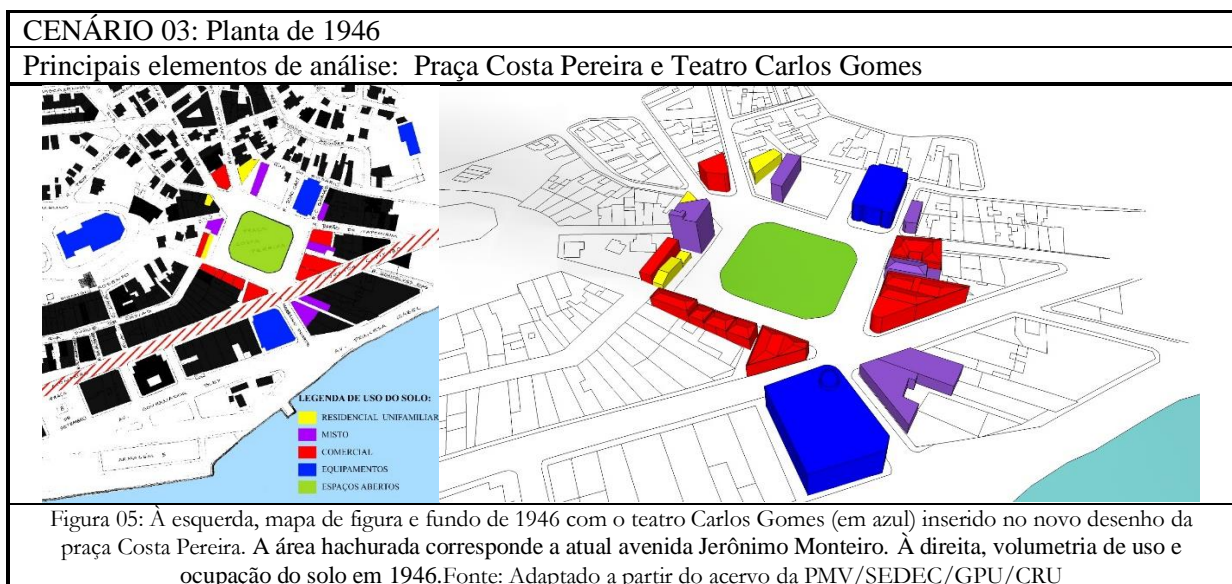 CENÁRIO 03: Planta de 1946
Principais elementos de análise: Praça Costa Pereira e Teatro Carlos Gomes
LEGENDA DE USO DO SOLO:
RESIDENCIAL UNIFAMILIAR
MISTO
COMERCIAL
EQUIPAMENTOS
ESPAÇOS ABERTOS
Figura 05: À esquerda, mapa de figura e fundo de 1946 com o teatro Carlos Gomes (em azul) inserido no novo desenho da
praça Costa Pereira. A área hachurada corresponde a atual avenida Jerônimo Monteiro. À direita, volumetria de uso e
ocupação do solo em 1946.Fonte: Adaptado a partir do acervo da PMV/SEDEC/GPU/CRU